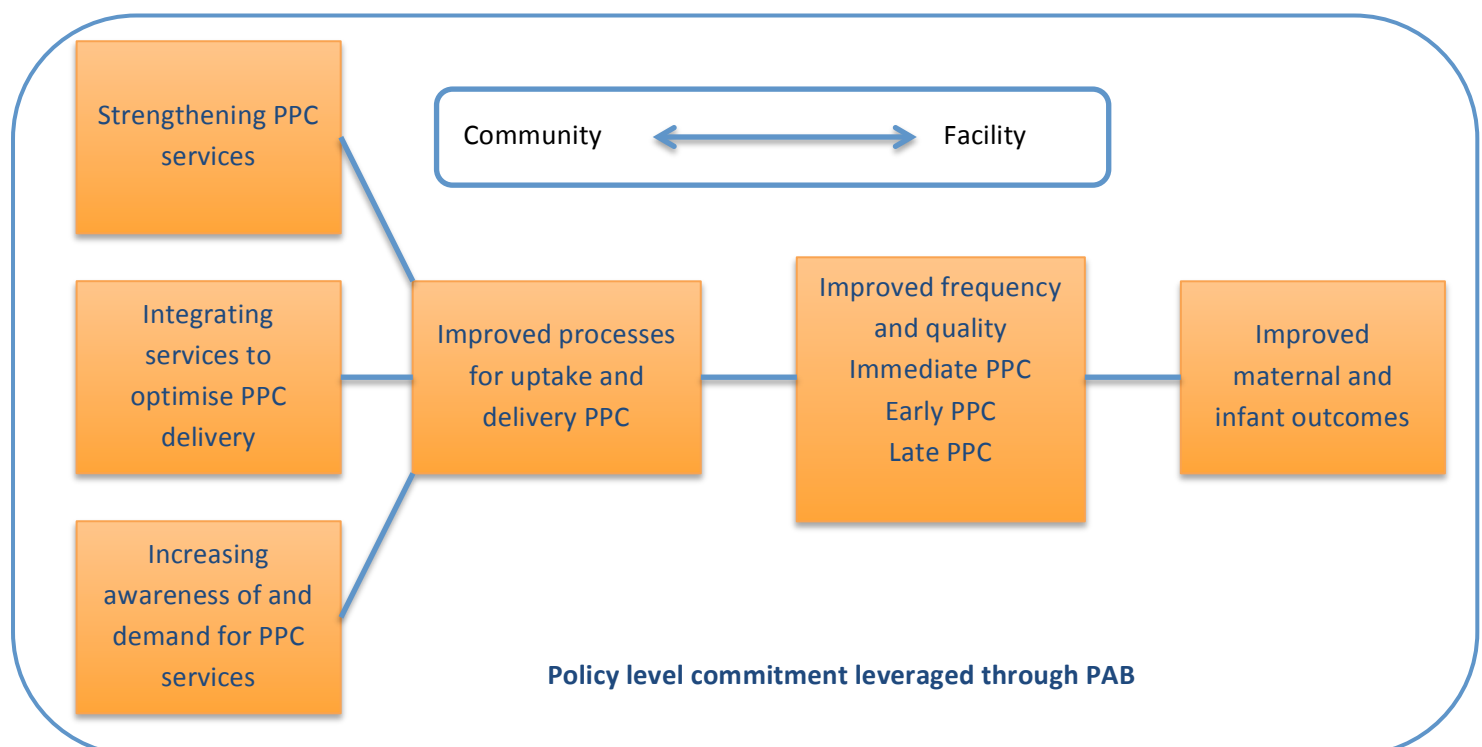 Strengthening PPC
services
Community
Facility
Integrating
services to
optimise PPC
delivery
Improved processes
for uptake and
delivery PPC
Improved frequency
and quality
Immediate PPC
Early PPC
Late PPC
Improved
maternal and
infant outcomes
Increasing
awareness of and
demand for PPC
services
Policy level commitment leveraged through PAB